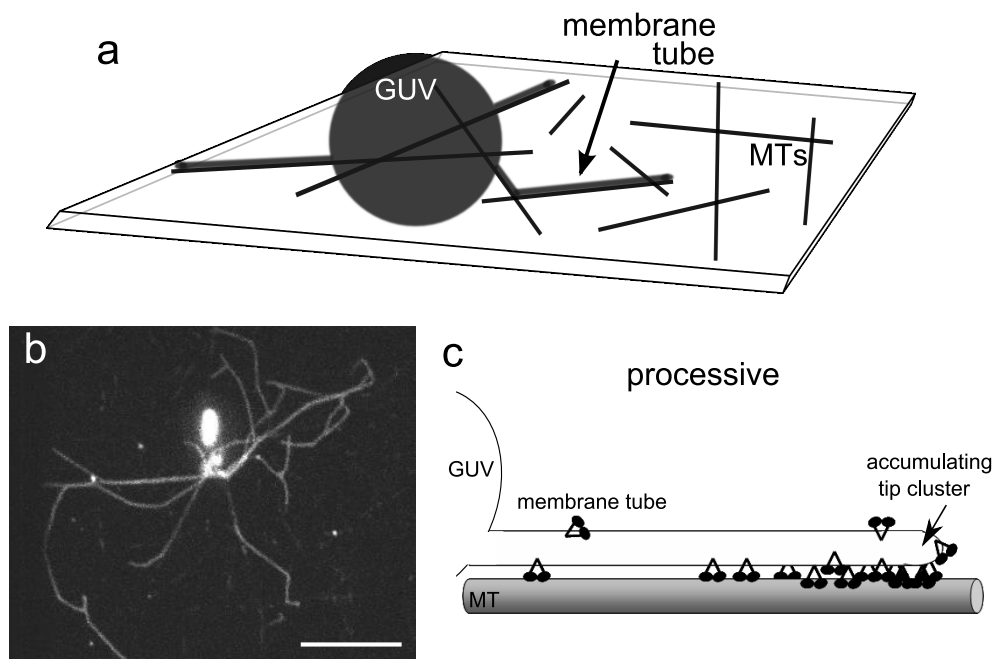 a
membrane
tube
GUV
MTs
b
c
processive
GUV
membrane tube
accumulating
tip cluster
MT